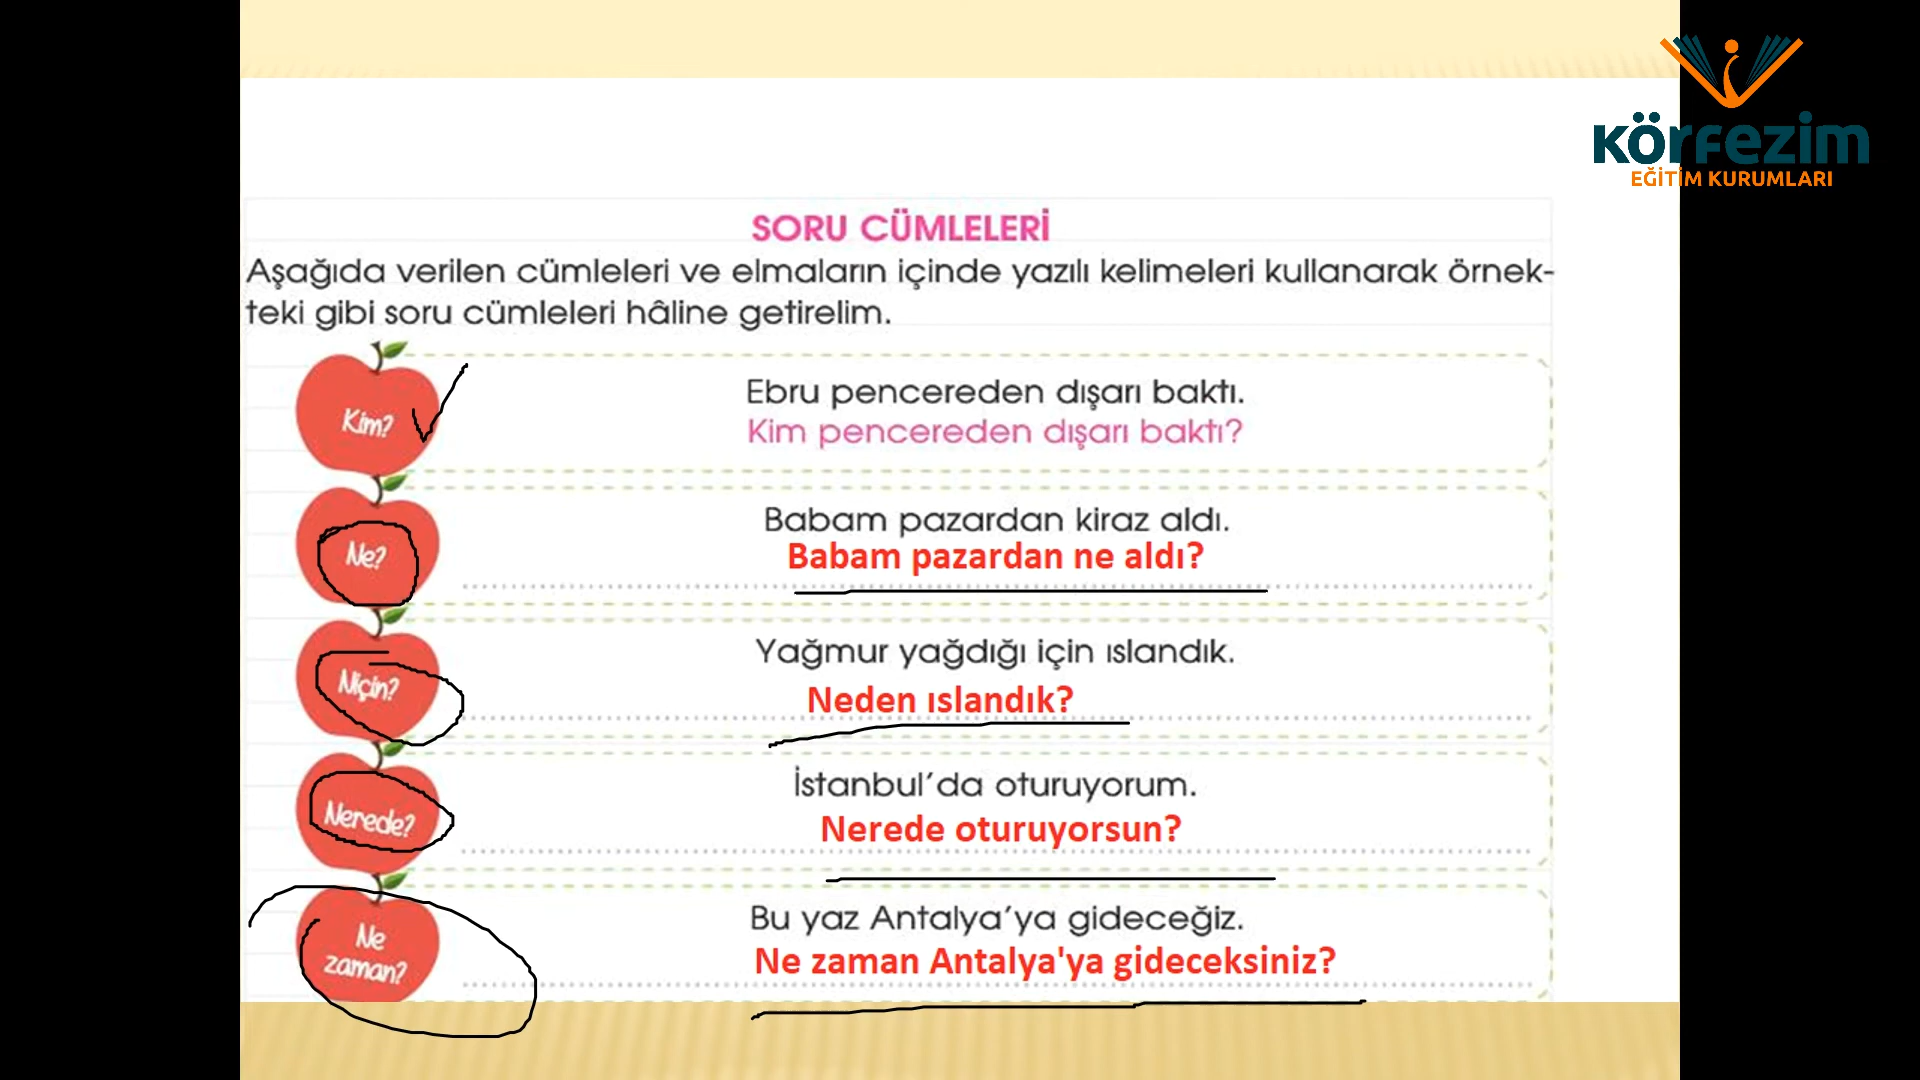 körfezim
EĞİTİM KURUMLARI
SORU CÜMLELERİ
Aşağıda verilen cümleleri ve elmaların içinde yazılı kelimeleri kullanarak örnek-
teki gibi soru cümleleri hâline getirelim.
Kim?
Ebru pencereden dışarı baktı.
Kim pencereden dışarı baktı?
Ne?
Babam pazardan kiraz aldı.
Babam pazardan ne aldı?
Niçin?
Yağmur yağdığı için ıslandık.
Neden ıslandık?
Nerede?
İstanbul'da oturuyorum.
Nerede oturuyorsun?
Ne
zaman?
Bu yaz Antalya'ya gideceğiz.
Ne zaman Antalya'ya gideceksiniz?